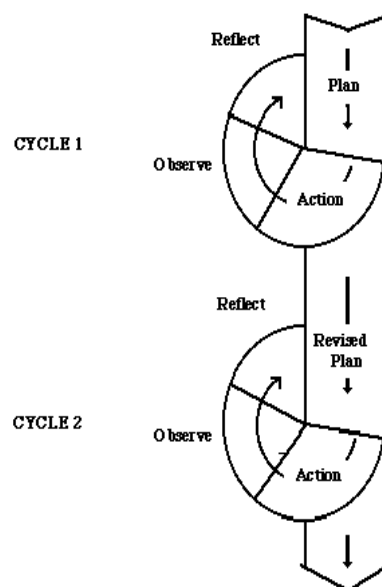 Reflect
Plan
CYCLE 1
Observe
Action
Reflect
Revised
Plan
CYCLE 2
Observe
Action